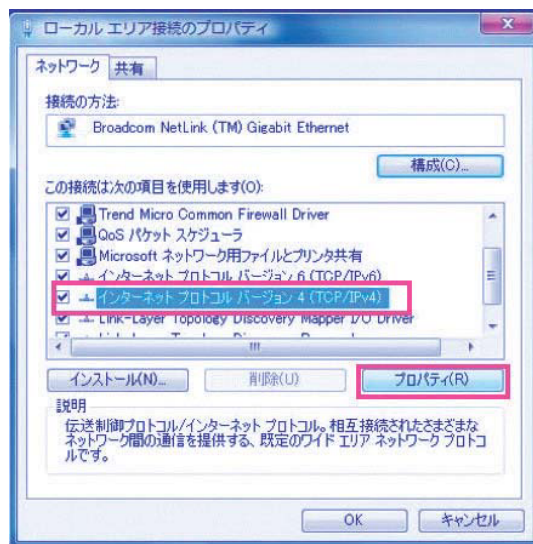 ローカル エリア接続のプロパティ
ネットワーク 共有
接続の方法:
Broadcom NetLink (TM) Gigabit Ethernet
構成(C)...
この接続は次の項目を使用します(O):
Trend Micro Common Firewall Driver
QoS パケット スケジューラ
Microsoft ネットワーク用ファイルとプリンタ共有
インターネット プロトコル バージョン 6 (TCP/IPv6)
インターネット プロトコル バージョン 4 (TCP/IPv4)
Link-Layer Topology Discovery Mapper I/O Driver
インストール(N)... 削除(U) プロパティ(R)
説明
伝送制御プロトコル/インターネット プロトコル。相互接続されたさまざまな
ネットワーク間の通信を提供する、既定のワイド エリア ネットワーク プロトコ
ルです。
OK キャンセル